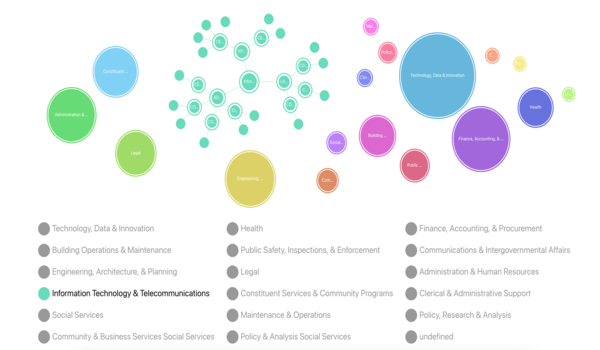 Constituent ...
Technology, Data & Innovation
Administration &...
Health
Building ...
Finance, Accounting, &...
Legal
Social...
Public ...
Engineering, ...
Com...
Technology, Data & Innovation
Health
Finance, Accounting, & Procurement
Building Operations & Maintenance
Public Safety, Inspections, & Enforcement
Communications & Intergovernmental Affairs
Engineering, Architecture, & Planning
Legal
Administration & Human Resources
Information Technology & Telecommunications
Constituent Services & Community Programs
Clerical & Administrative Support
Social Services
Maintenance & Operations
Policy, Research & Analysis
Community & Business Services Social Services
Policy & Analysis Social Services
undefined